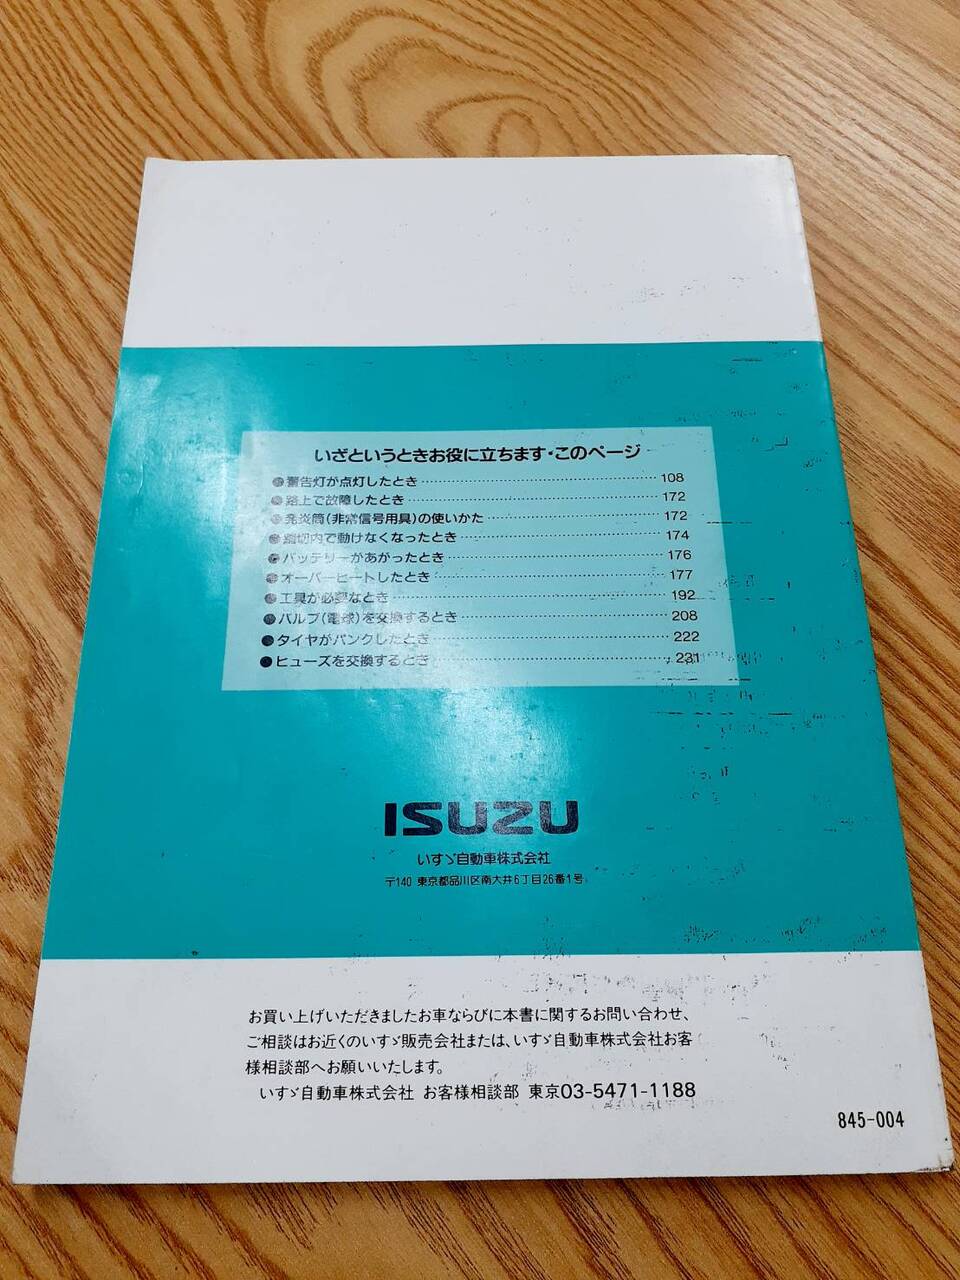 いざというときお役に立ちます・このページ
●警告灯が点灯したとき 108
●路上で故障したとき 172
●発炎筒(非常信号用具)の使いかた 172
●踏切内で動けなくなったとき 174
●バッテリーがあがったとき 176
●オーバーヒートしたとき 177
●工具が必要なとき 192
●バルブ(電球)を交換するとき 208
●タイヤがパンクしたとき 222
●ヒューズを交換するとき 231
ISUZU
いすゞ自動車株式会社
〒140 東京都品川区南大井6丁目26番1号
お買い上げいただきましたお車ならびに本書に関するお問い合わせ、
ご相談はお近くのいすゞ販売会社または、いすゞ自動車株式会社お客
様相談部へお願いいたします。
いすゞ自動車株式会社 お客様相談部 東京03-5471-1188
845-004